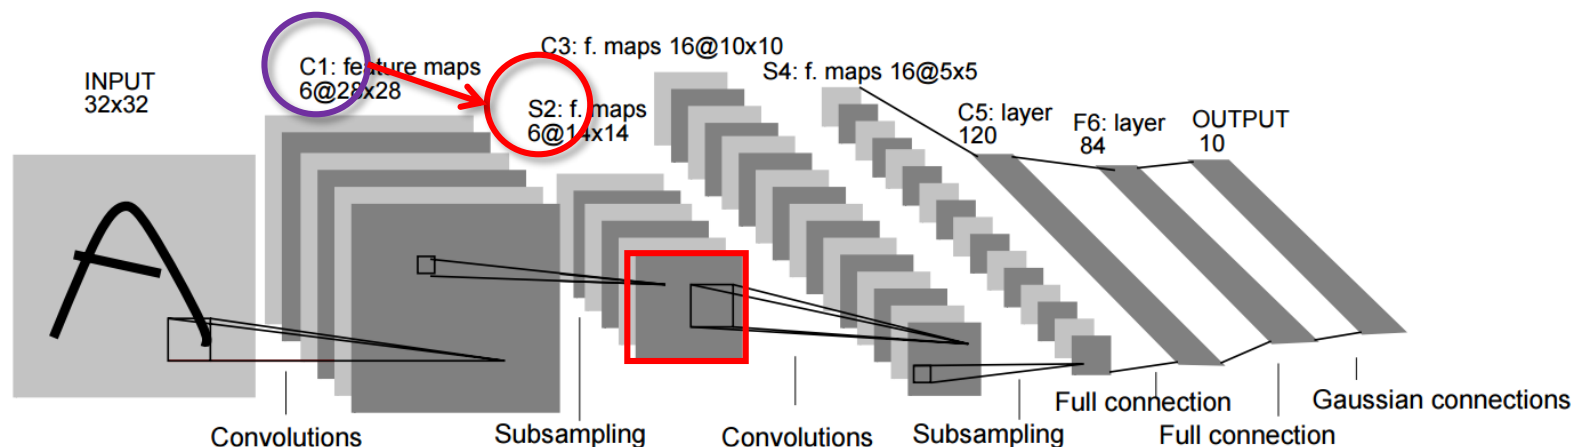 INPUT
32x32
C1: feature maps
6@28x28
S2: f. maps
6@14x14
C3: f. maps 16@10x10
S4: f. maps 16@5x5
C5: layer
120
F6: layer
84
OUTPUT
10
Convolutions
Subsampling
Convolutions
Subsampling
Full connection
Full connection
Gaussian connections